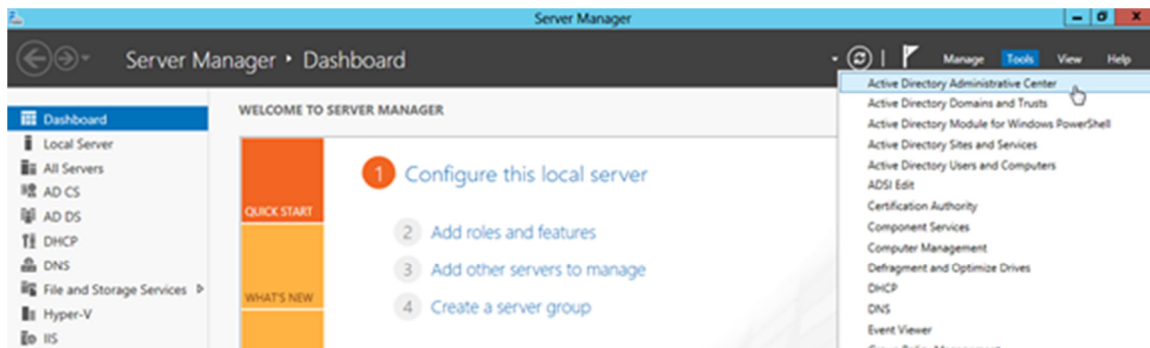 Server Manager
Server Manager • Dashboard
Manage Tools View Help
Dashboard
Local Server
All Servers
AD CS
AD DS
DHCP
DNS
File and Storage Services
Hyper-V
IIS
WELCOME TO SERVER MANAGER
QUICK START
WHAT'S NEW
1 Configure this local server
2 Add roles and features
3 Add other servers to manage
4 Create a server group
Active Directory Administrative Center
Active Directory Domains and Trusts
Active Directory Module for Windows PowerShell
Active Directory Sites and Services
Active Directory Users and Computers
ADSI Edit
Certification Authority
Component Services
Computer Management
Defragment and Optimize Drives
DHCP
DNS
Event Viewer
Group Policy Management